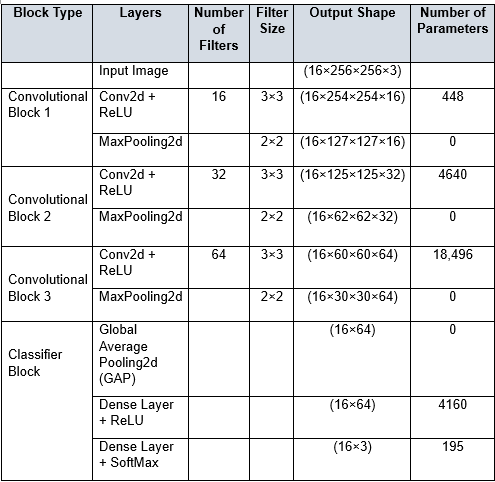 Block Type Layers Number of Filters Filter Size Output Shape Number of Parameters
Input Image (16×256×256×3)
Convolutional Block 1 Conv2d + ReLU 16 3×3 (16×254×254×16) 448
MaxPooling2d 2×2 (16×127×127×16) 0
Convolutional Block 2 Conv2d + ReLU 32 3×3 (16×125×125×32) 4640
MaxPooling2d 2×2 (16×62×62×32) 0
Convolutional Block 3 Conv2d + ReLU 64 3×3 (16×60×60×64) 18,496
MaxPooling2d 2×2 (16×30×30×64) 0
Classifier Block Global Average Pooling2d (GAP) (16×64) 0
Dense Layer + ReLU (16×64) 4160
Dense Layer + SoftMax (16×3) 195